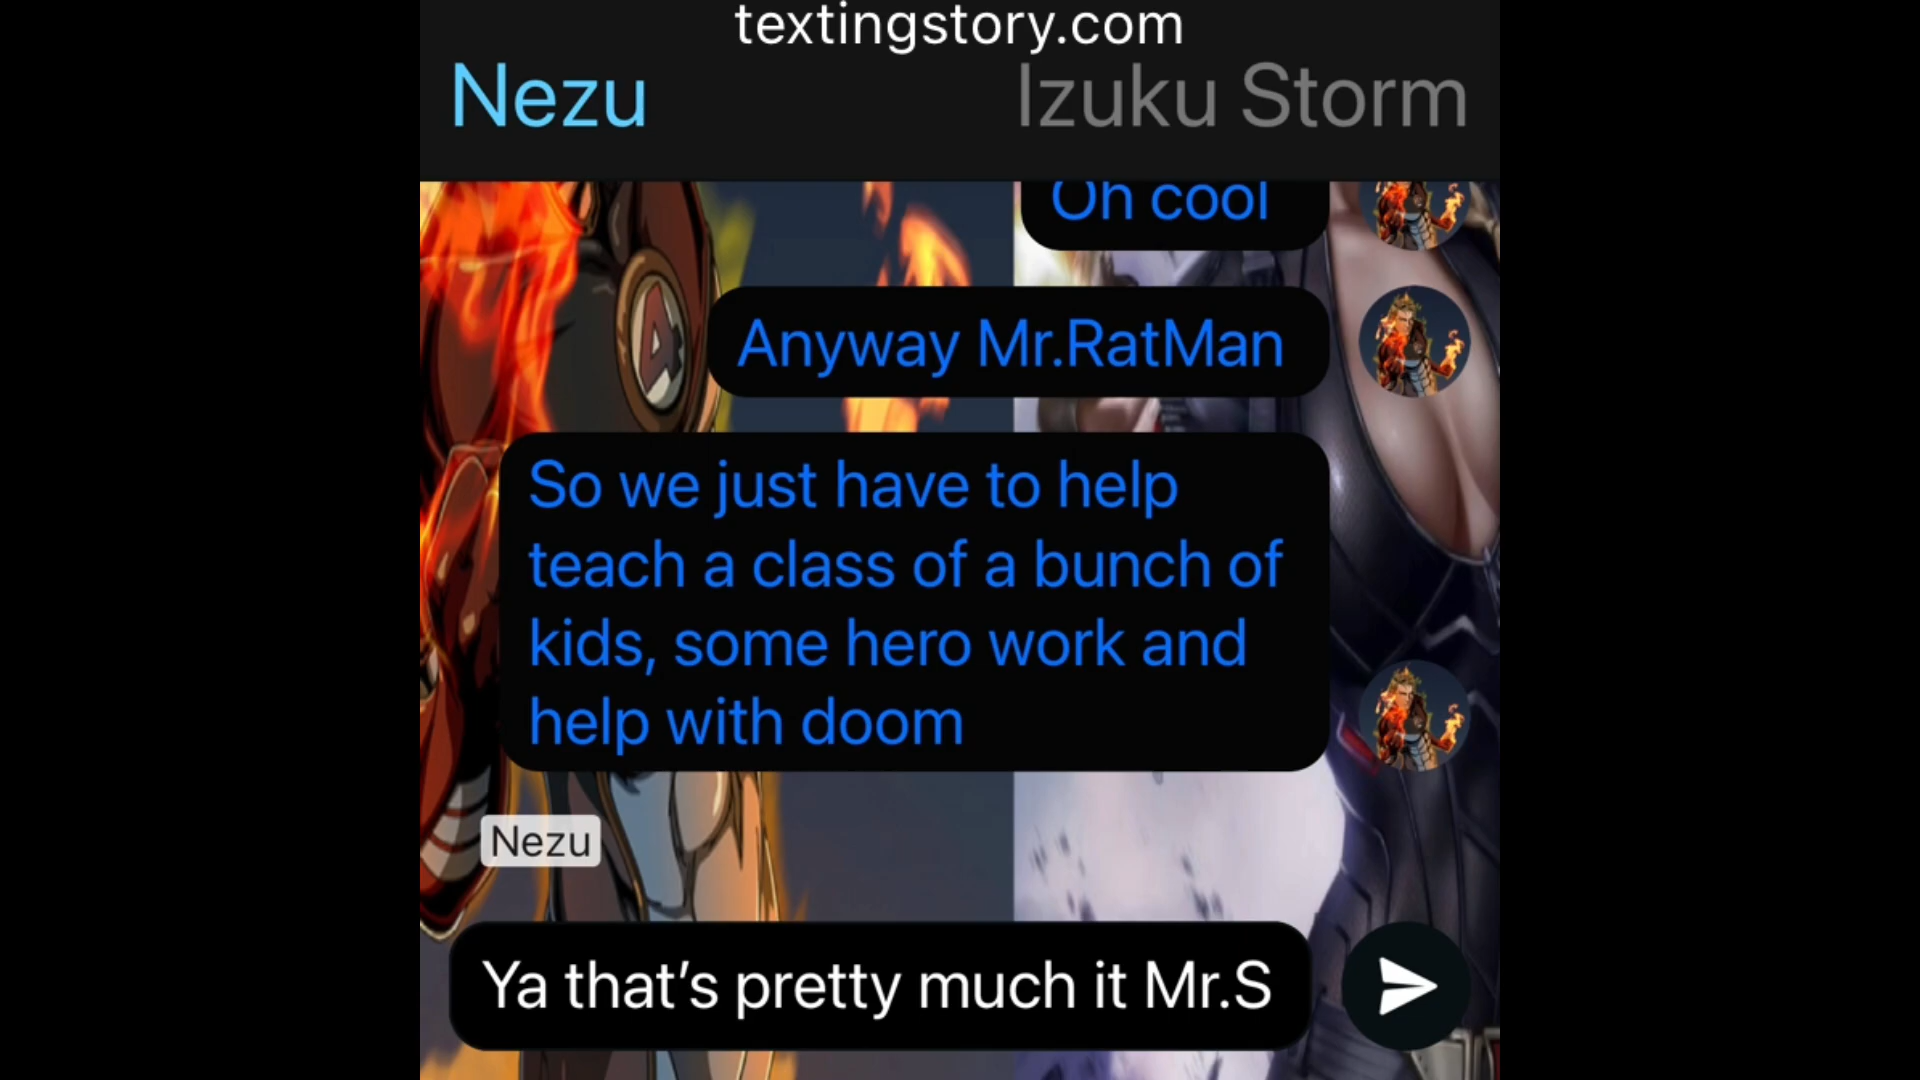 textingstory.com
Nezu
Izuku Storm
Oh cool
4
Anyway Mr.RatMan
So we just have to help
teach a class of a bunch of
kids, some hero work and
help with doom
Nezu
Ya that’s pretty much it Mr.S